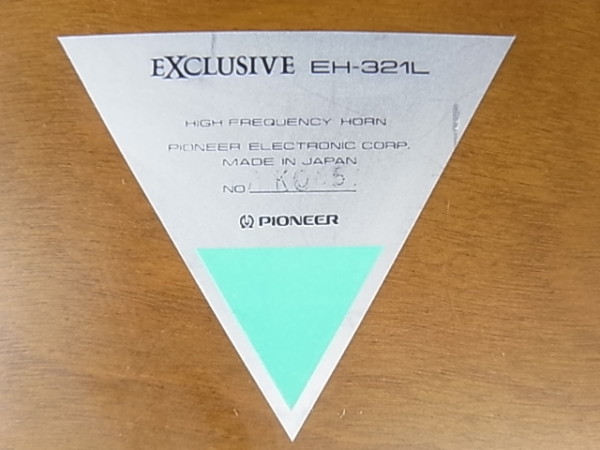 EXCLUSIVE EH-321L
HIGH FREQUENCY HORN
PIONEER ELECTRONIC CORP.
MADE IN JAPAN
NO
PIONEER